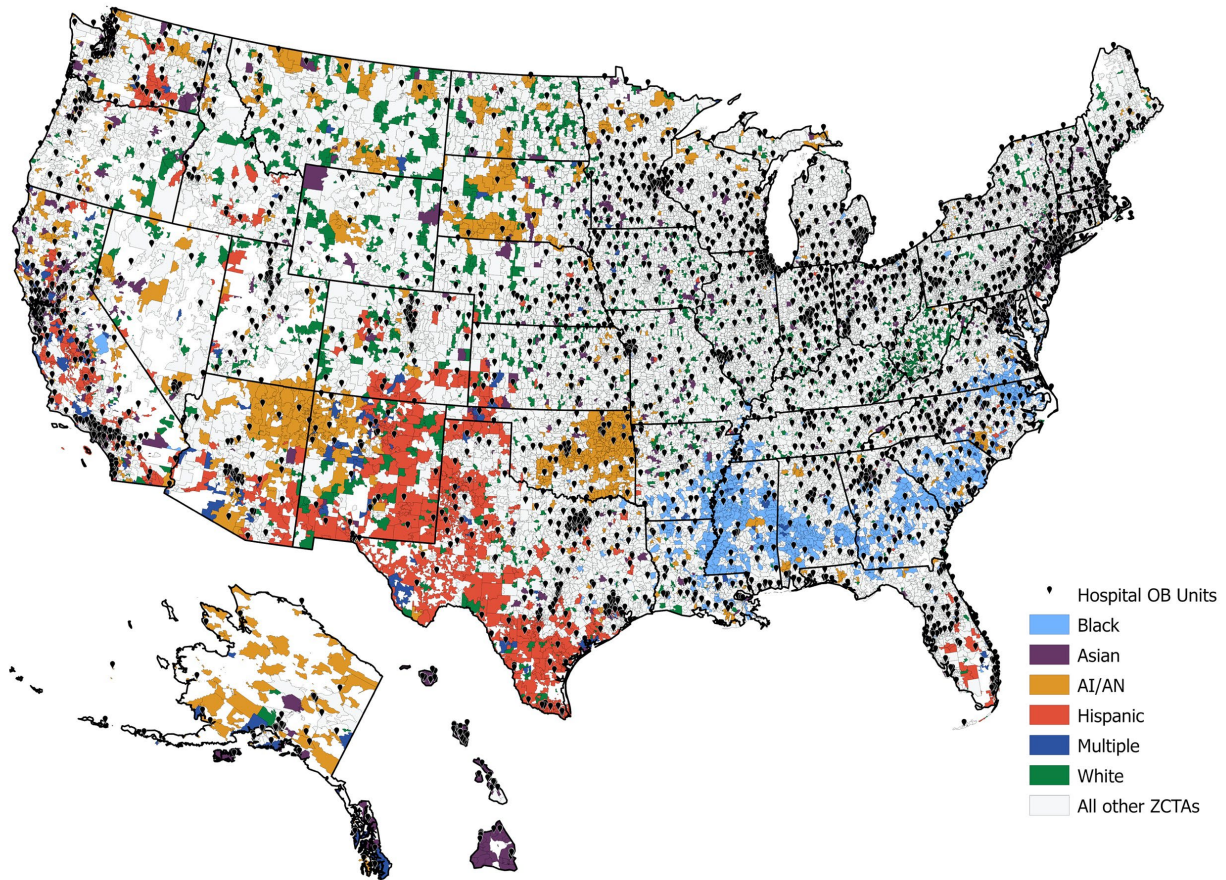 Hospital OB Units
Black
Asian
AI/AN
Hispanic
Multiple
White
All other ZCTAs